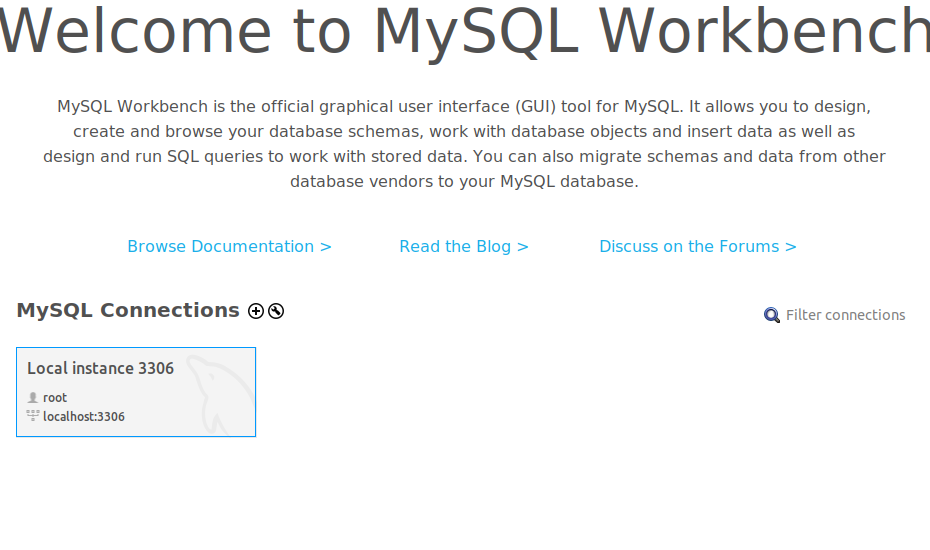 Welcome to MySQL Workbench
MySQL Workbench is the official graphical user interface (GUI) tool for MySQL. It allows you to design,
create and browse your database schemas, work with database objects and insert data as well as
design and run SQL queries to work with stored data. You can also migrate schemas and data from other
database vendors to your MySQL database.
Browse Documentation > Read the Blog > Discuss on the Forums >
MySQL Connections Filter connections
Local instance 3306
root
localhost:3306